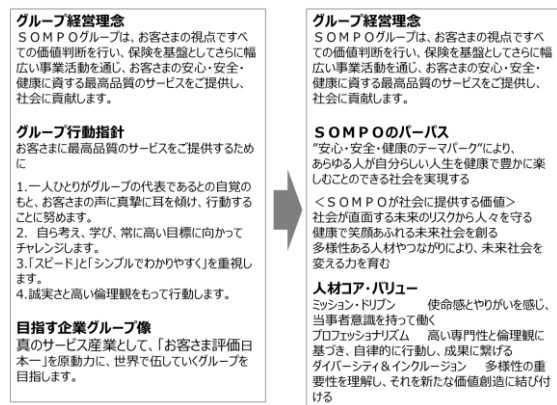 グループ経営理念
SOMPOグループは、お客さまの視点ですべ
ての価値判断を行い、保険を基盤としてさらに幅
広い事業活動を通じ、お客さまの安心・安全・
健康に資する最高品質のサービスをご提供し、
社会に貢献します。
グループ行動指針
お客さまに最高品質のサービスをご提供するため
に
1.一人ひとりがグループの代表であるとの自覚の
もと、お客さまの声に真摯に耳を傾け、行動する
ことに努めます。
2. 自ら考え、学び、常に高い目標に向かって
チャレンジします。
3.「スピード」と「シンプルでわかりやすく」を重視し
ます。
4.誠実さと高い倫理観をもって行動します。
目指す企業グループ像
真のサービス産業として、「お客さま評価日
本一」を原動力に、世界で伍していくグループを
目指します。
グループ経営理念
SOMPOグループは、お客さまの視点ですべ
ての価値判断を行い、保険を基盤としてさらに幅
広い事業活動を通じ、お客さまの安心・安全・
健康に資する最高品質のサービスをご提供し、
社会に貢献します。
SOMPOのパーパス
"安心・安全・健康のテーマパーク"により、
あらゆる人が自分らしい人生を健康で豊かに楽
しむことのできる社会を実現する
<SOMPOが社会に提供する価値>
社会が直面する未来のリスクから人々を守る
健康で笑顔あふれる未来社会を創る
多様性ある人材やつながりにより、未来社会を
変える力を育む
人材コア・バリュー
ミッション・ドリブン 使命感とやりがいを感じ、
当事者意識を持って働く
プロフェッショナリズム 高い専門性と倫理観に
基づき、自律的に行動し、成果に繋げる
ダイバーシティ&インクルージョン 多様性の重
要性を理解し、それを新たな価値創造に結び付
ける